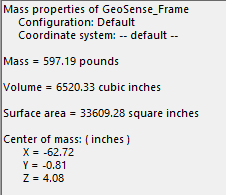 Mass properties of GeoSense_Frame
Configuration: Default
Coordinate system: -- default --
Mass = 597.19 pounds
Volume = 6520.33 cubic inches
Surface area = 33609.28 square inches
Center of mass: ( inches )
X = -62.72
Y = -0.81
Z = 4.08